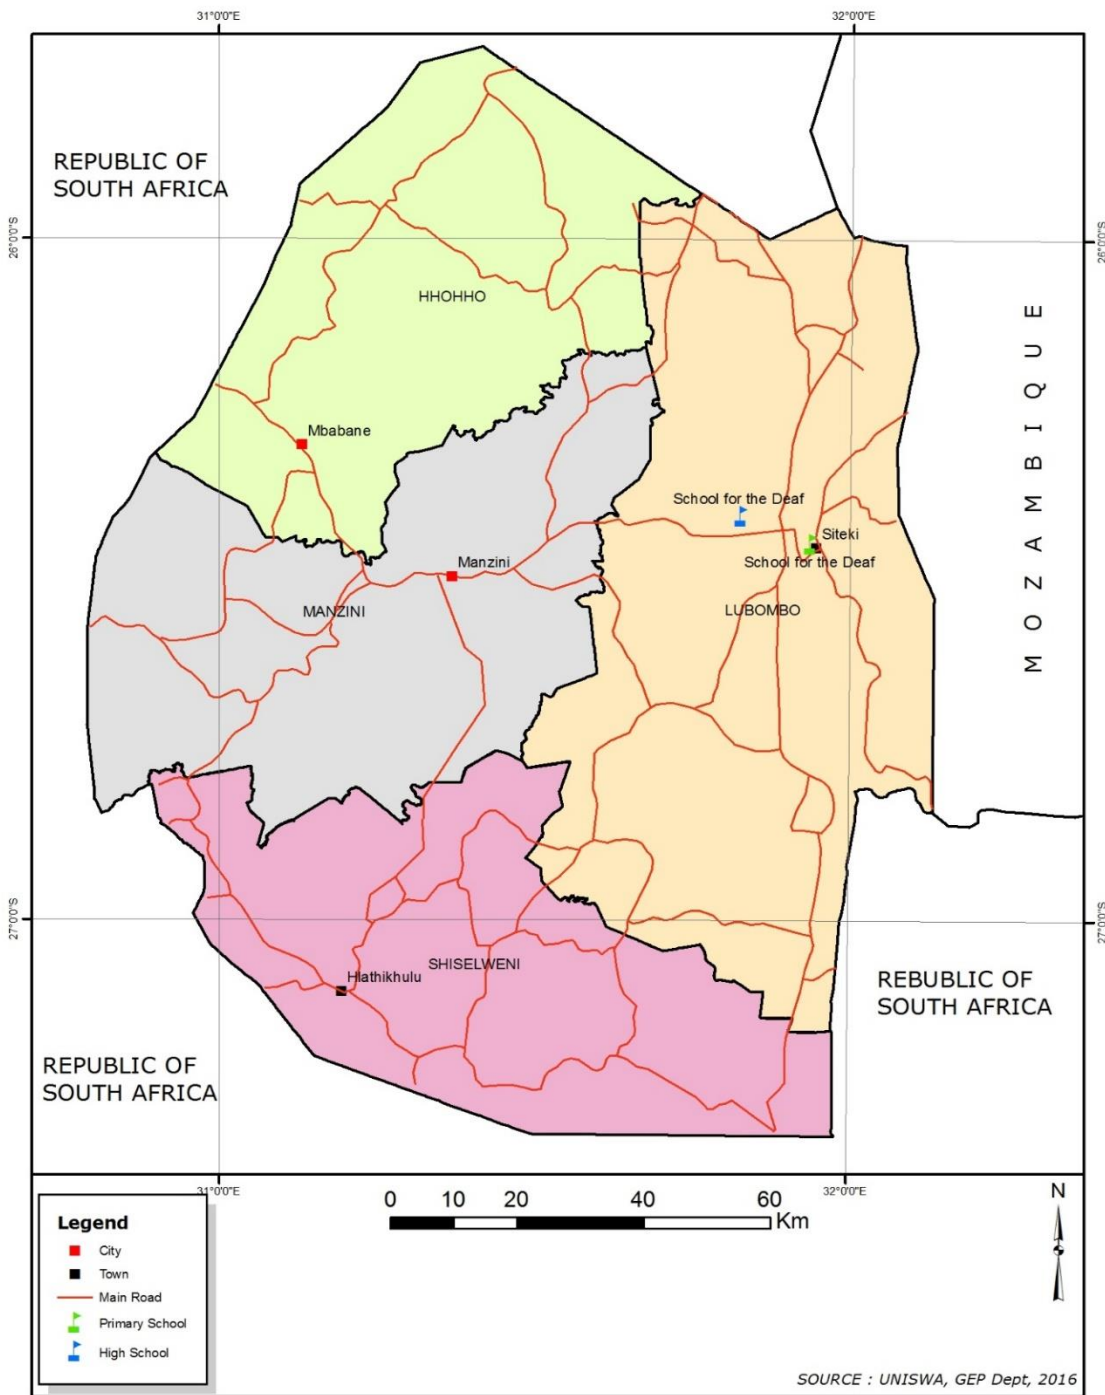 31°0'0"E
32°0'0"E
REPUBLIC OF
SOUTH AFRICA
26°0'0"S
26°0'0"S
HHOHHO
MOZAMBIQUE
Mbabane
School for the Deaf
Siteki
School for the Deaf
Manzini
MANZINI
LUBOMBO
27°0'0"S
27°0'0"S
SHISELWENI
Hlathikhulu
REBUBLIC OF
SOUTH AFRICA
REPUBLIC OF
SOUTH AFRICA
31°0'0"E
32°0'0"E
0 10 20 40 60
Km
N
Legend
City
Town
Main Road
Primary School
High School
SOURCE : UNISWA, GEP Dept, 2016